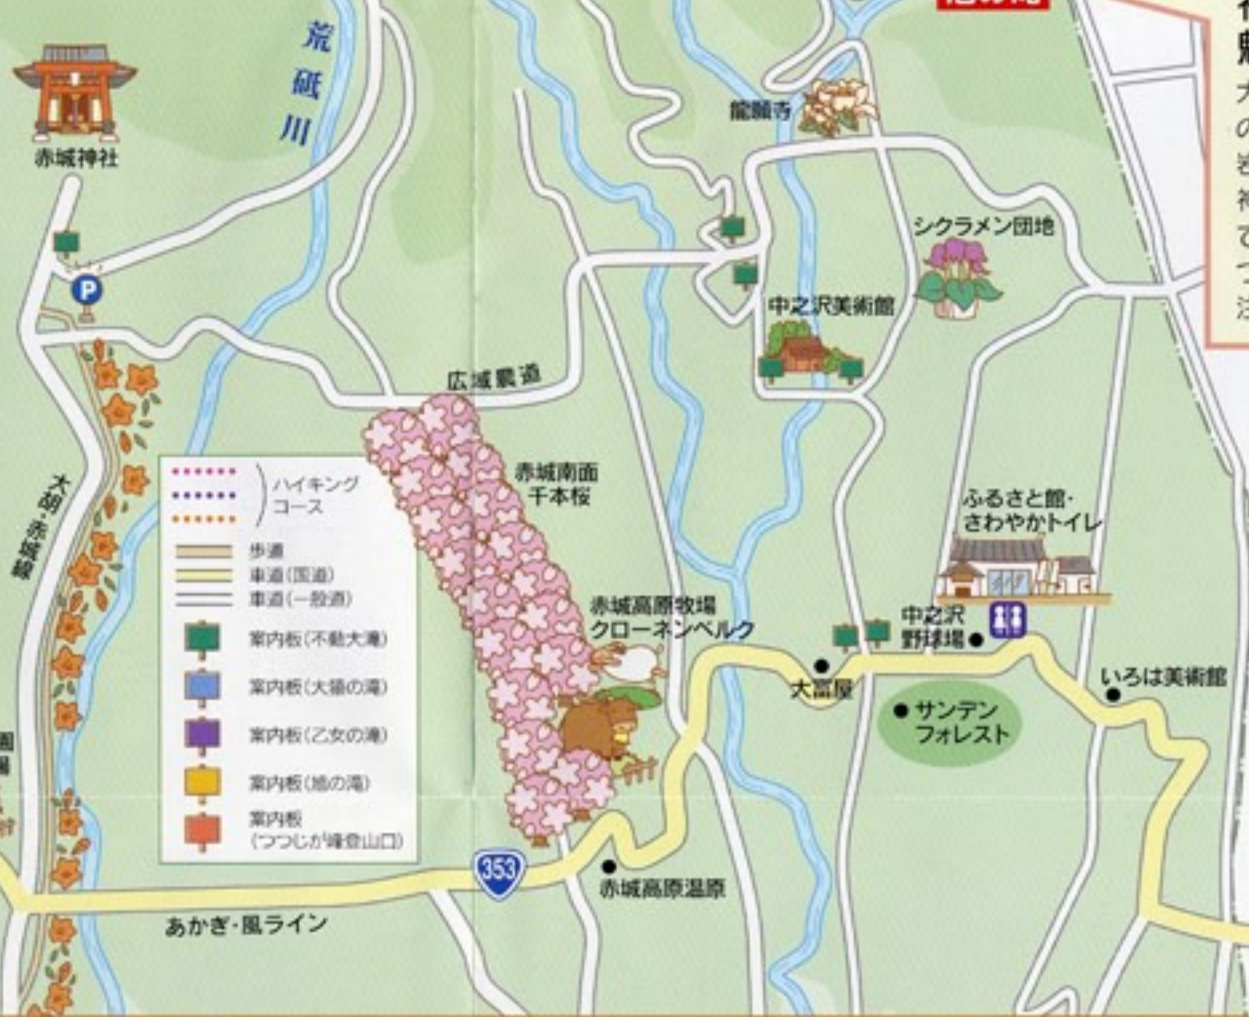 荒砥川
赤城神社
P
龍願寺
シクラメン団地
中之沢美術館
広域農道
大胡・赤城線
赤城南面
千本桜
ハイキング
コース
歩道
車道(国道)
車道(一般道)
案内板(不動大滝)
案内板(大猿の滝)
案内板(乙女の滝)
案内板(旭の滝)
案内板
(つつじが峰登山口)
赤城高原牧場
クローネンベルク
ふるさと館・
さわやかトイレ
中之沢
野球場
大冨屋
サンデン
フォレスト
いろは美術館
353
赤城高原温泉
あかぎ・風ライン